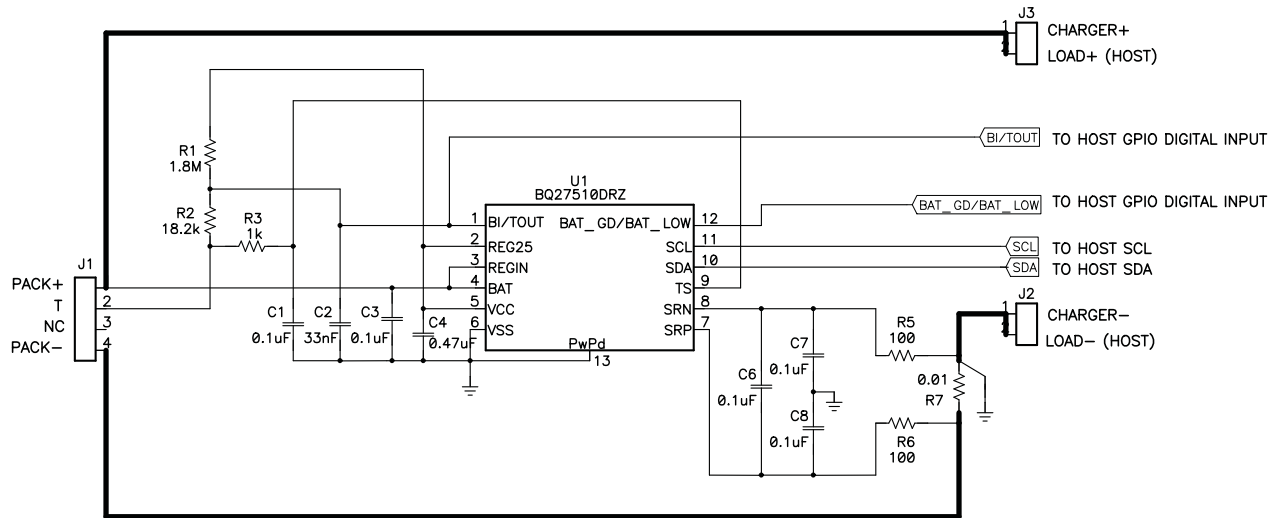 J3
1
CHARGER+
2
LOAD+ (HOST)
BI/TOUT
TO HOST GPIO DIGITAL INPUT
R1
1.8M
U1
BQ27510DRZ
R2
18.2k
R3
1k
1
BI/TOUT
BAT_GD/BAT_LOW
12
BAT_GD/BAT_LOW
TO HOST GPIO DIGITAL INPUT
2
REG25
SCL
11
SCL
TO HOST SCL
3
REGIN
SDA
10
SDA
TO HOST SDA
J1
PACK+
1
4
BAT
TS
9
T
2
5
VCC
SRN
8
NC
3
6
VSS
SRP
7
PACK-
4
C1
0.1uF
C2
33nF
C3
0.1uF
C4
0.47uF
PwPd
13
J2
1
CHARGER-
2
LOAD- (HOST)
R5
100
C7
0.1uF
C6
0.1uF
0.01
R7
C8
0.1uF
R6
100